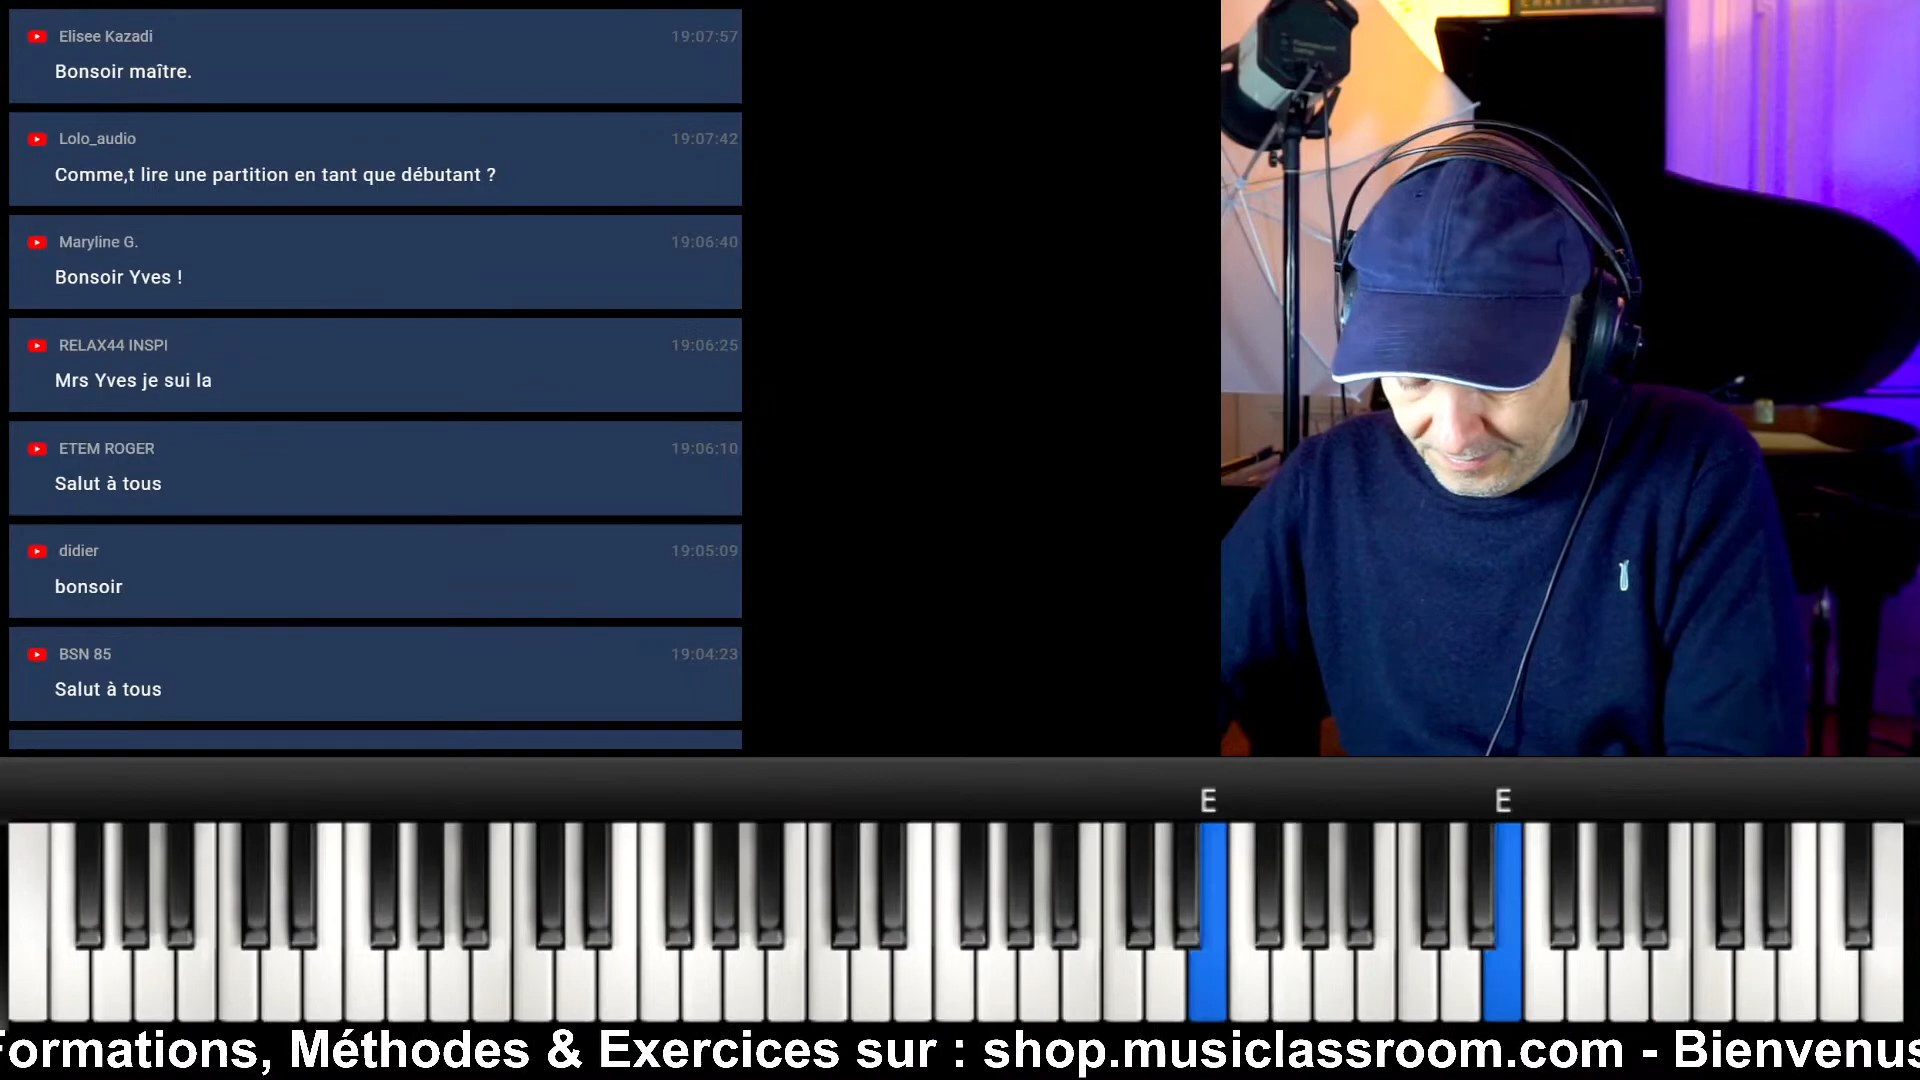 Elisee Kazadi 19:07:57
Bonsoir maître.
Lolo_audio 19:07:42
Comme,t lire une partition en tant que débutant ?
Maryline G. 19:06:40
Bonsoir Yves !
RELAX44 INSPI 19:06:25
Mrs Yves je sui la
ETEM ROGER 19:06:10
Salut à tous
didier 19:05:09
bonsoir
BSN 85 19:04:23
Salut à tous
E E
Formations, Méthodes & Exercices sur : shop.musiclassroom.com - Bienvenus